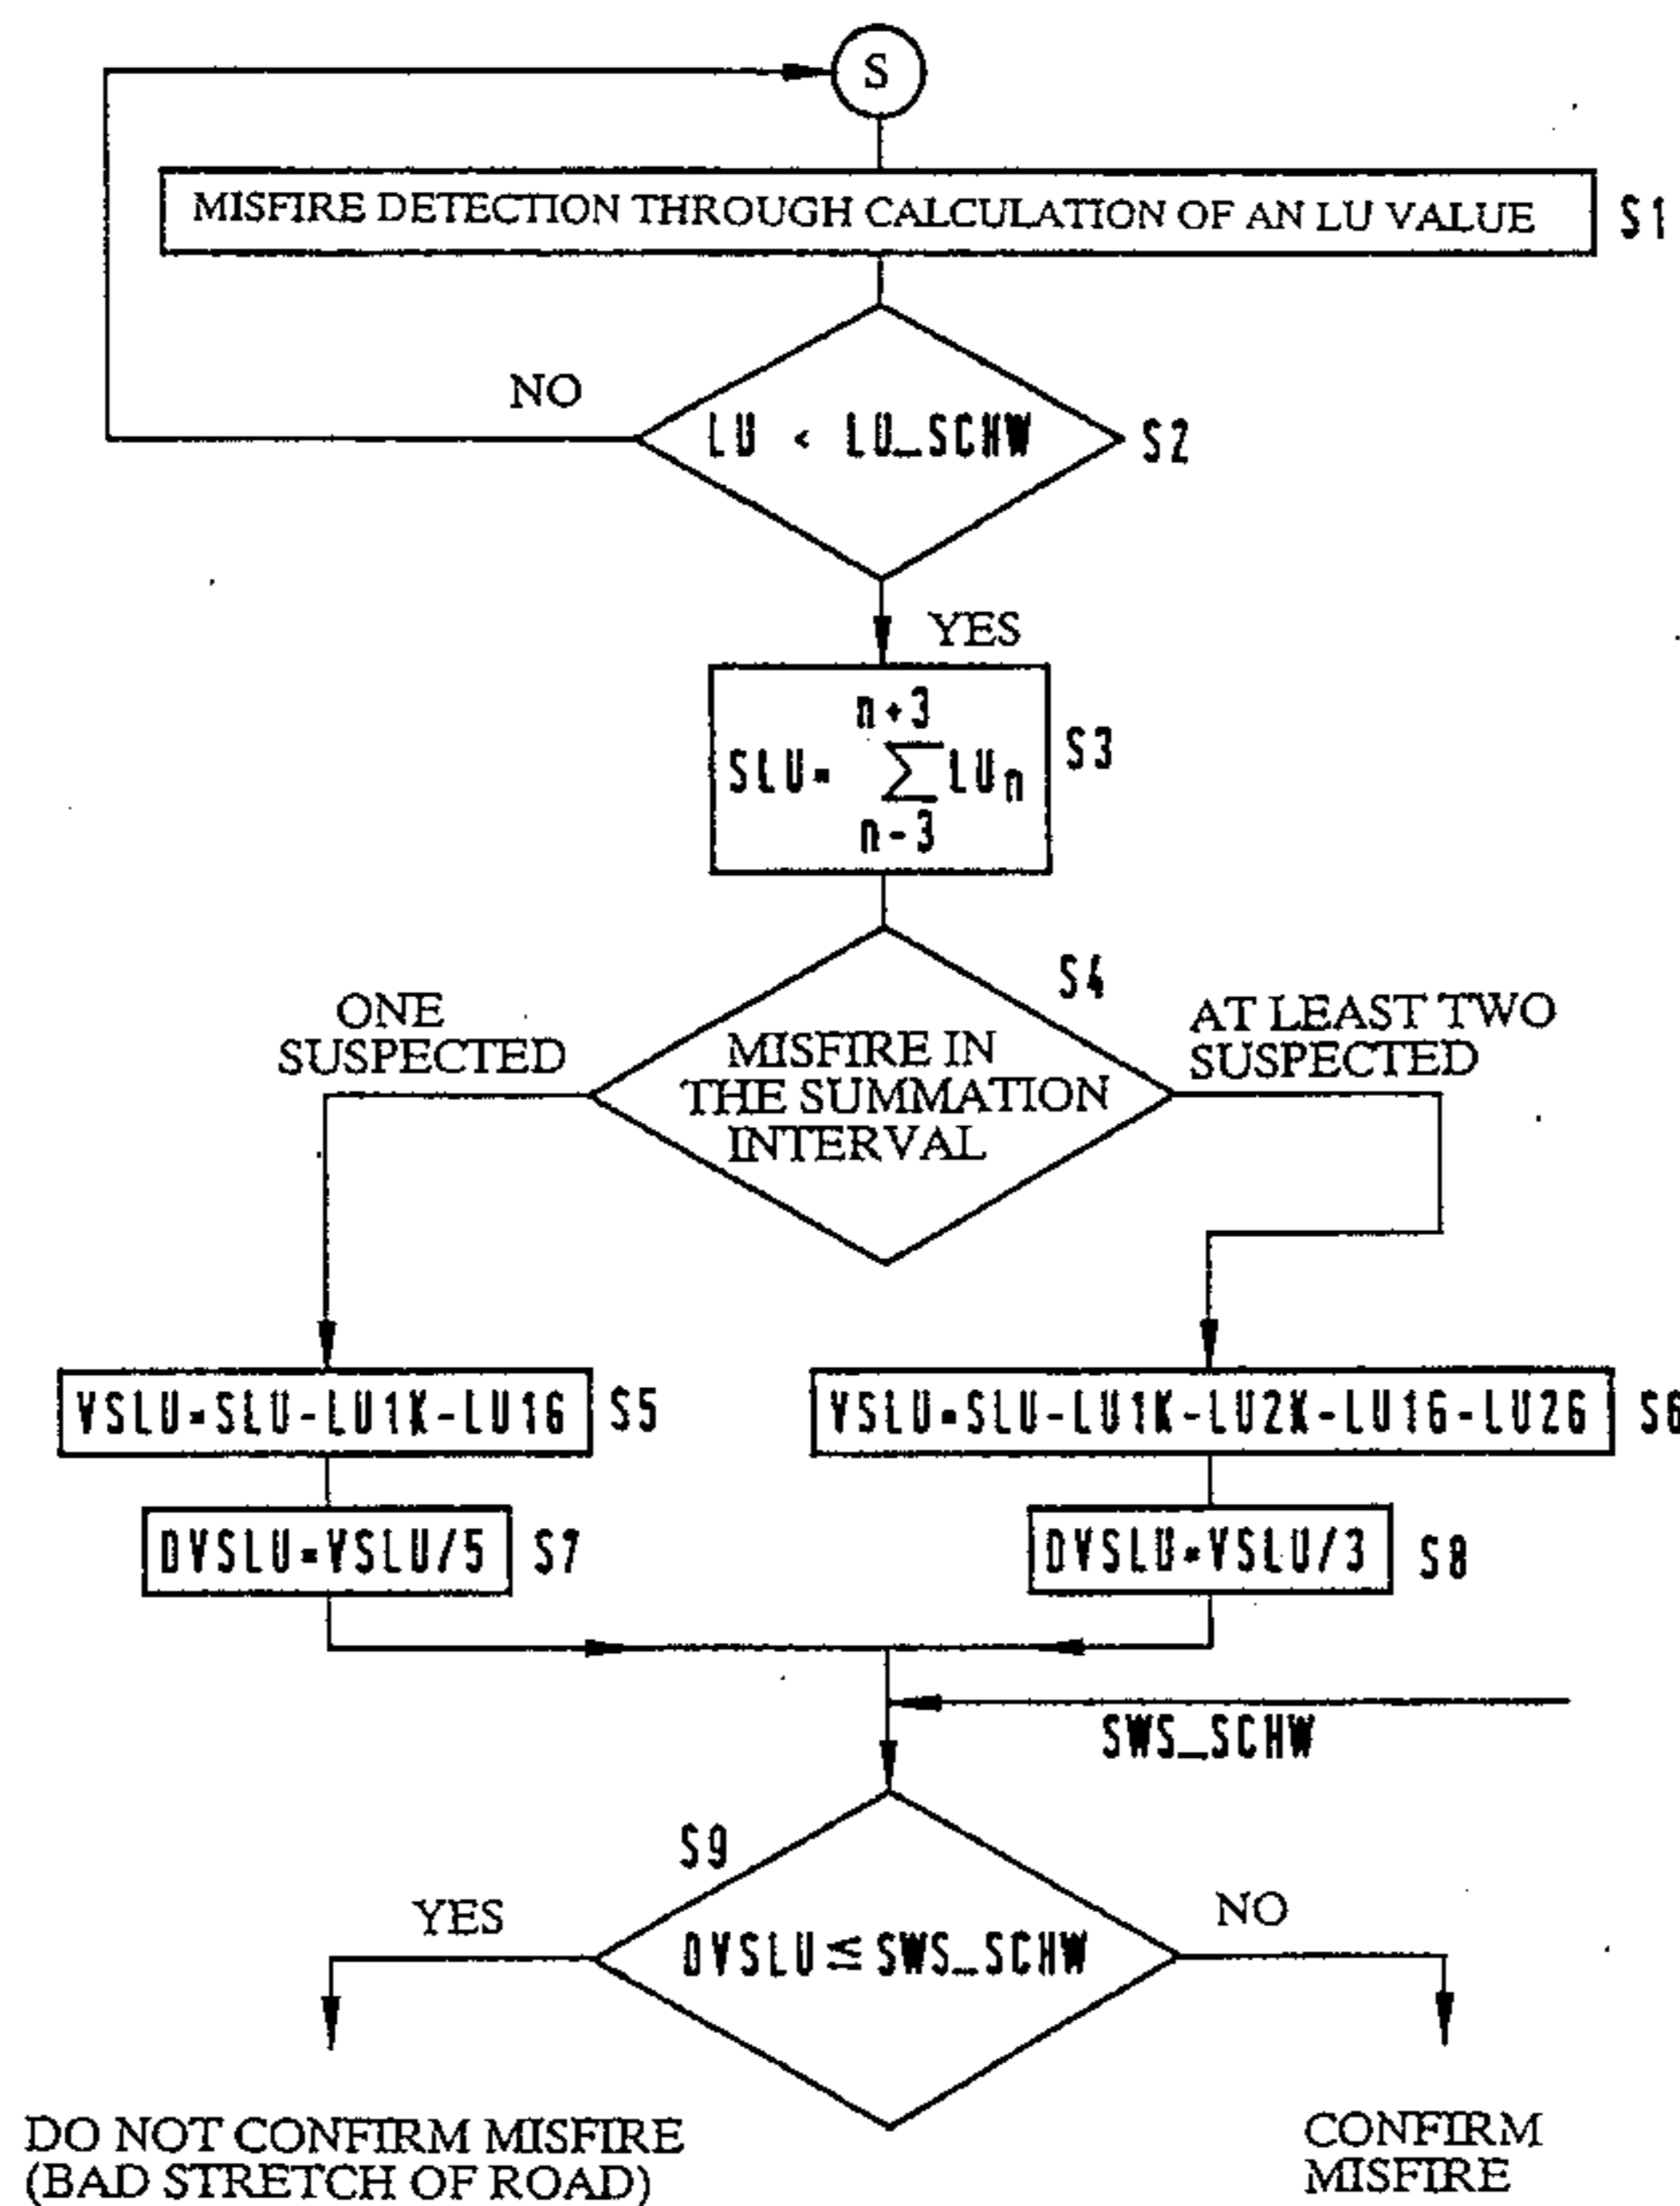 S
MISFIRE DETECTION THROUGH CALCULATION OF AN LU VALUE
S1
NO
LU < LU_SCHW
S2
YES
n+3
SLU= ∑ LUn
n-3
S3
S4
ONE
SUSPECTED
MISFIRE IN
THE SUMMATION
INTERVAL
AT LEAST TWO
SUSPECTED
VSLU=SLU-LU1K-LU1G
S5
VSLU=SLU-LU1K-LU2K-LU1G-LU2G
S6
DVSLU=VSLU/5
S7
DVSLU=VSLU/3
S8
SWS_SCHW
S9
YES
DVSLU≦SWS_SCHW
NO
DO NOT CONFIRM MISFIRE
(BAD STRETCH OF ROAD)
CONFIRM
MISFIRE